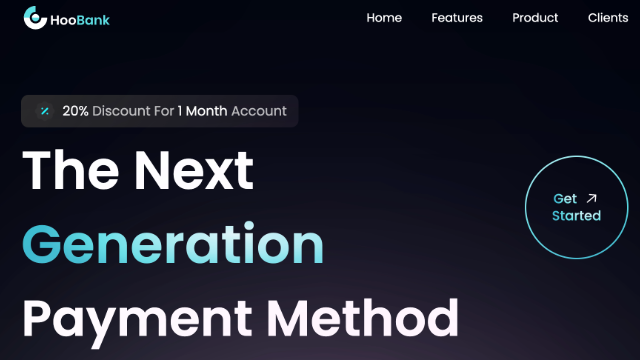 HooBank
Home Features Product Clients
20% Discount For 1 Month Account
The Next
Generation
Payment Method
Get
Started